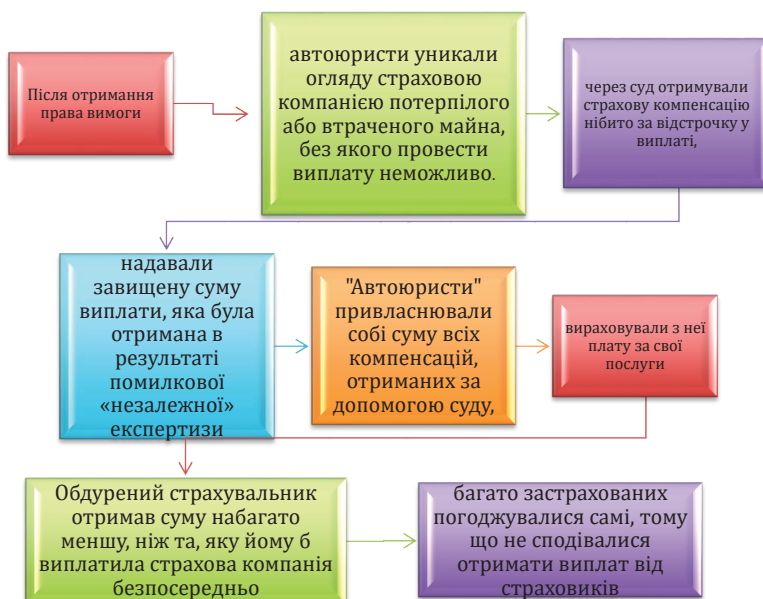 Після отримання
права вимоги
автоюристи уникали
огляду страховою
компанією потерпілого
або втраченого майна,
без якого провести
виплату неможливо.
через суд отримували
страхову компенсацію
нібито за відстрочку у
виплаті,
надавали
завищену суму
виплати, яка була
отримана в
результаті
помилкової
«незалежної»
експертизи
"Автоюристи"
привласнювали
собі суму всіх
компенсацій,
отриманих за
допомогою суду,
вираховували з неї
плату за свої
послуги
Обдурений страхувальник
отримав суму набагато
меншу, ніж та, яку йому б
виплатила страхова компанія
безпосередньо
багато застрахованих
погоджувалися самі, тому
що не сподівалися
отримати виплат від
страховиків